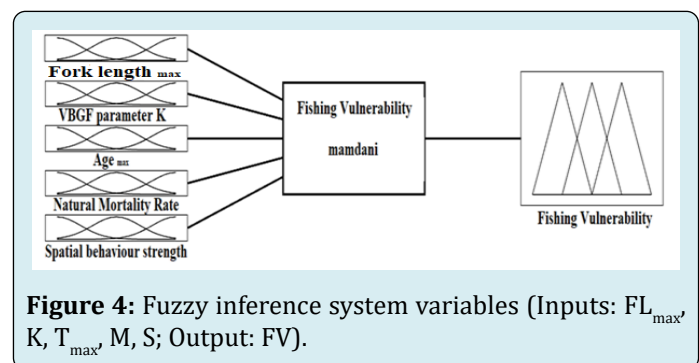 Fork length max
VBGF parameter K
Age max
Natural Mortality Rate
Spatial behaviour strength
Fishing Vulnerability
mamdani
Fishing Vulnerability
Figure 4: Fuzzy inference system variables (Inputs: FLmax,
K, Tmax, M, S; Output: FV).